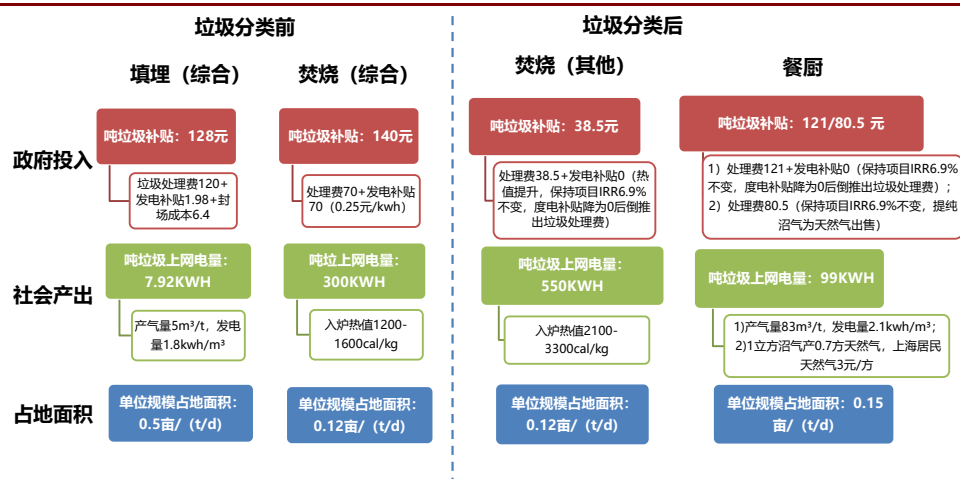 垃圾分类前
垃圾分类后
填埋（综合）
焚烧（综合）
焚烧（其他）
餐厨
政府投入
吨垃圾补贴：128元
垃圾处理费120+
发电补贴1.98+封
场成本6.4
吨垃圾补贴：140元
处理费70+发电补贴
70（0.25元/kwh）
吨垃圾补贴：38.5元
处理费38.5+发电补贴0（热
值提升，保持项目IRR6.9%
不变，度电补贴降为0后倒推
出垃圾处理费）
吨垃圾补贴：121/80.5 元
1）处理费121+发电补贴0（保持项目IRR6.9%
不变，度电补贴降为0后倒推出垃圾处理费）；
2）处理费80.5（保持项目IRR6.9%不变，提纯
沼气为天然气出售）
社会产出
吨垃圾上网电量：
7.92KWH
产气量5m³/t，发电
量1.8kwh/m³
吨垃上网电量：
300KWH
入炉热值1200-
1600cal/kg
吨垃圾上网电量：
550KWH
入炉热值2100-
3300cal/kg
吨垃圾上网电量：99KWH
1)产气量83m³/t，发电量2.1kwh/m³；
2)1立方沼气产0.7方天然气，上海居民
天然气3元/方
占地面积
单位规模占地面积：
0.5亩/（t/d）
单位规模占地面积：
0.12亩/（t/d）
单位规模占地面积：
0.12亩/（t/d）
单位规模占地面积：0.15
亩/（t/d）